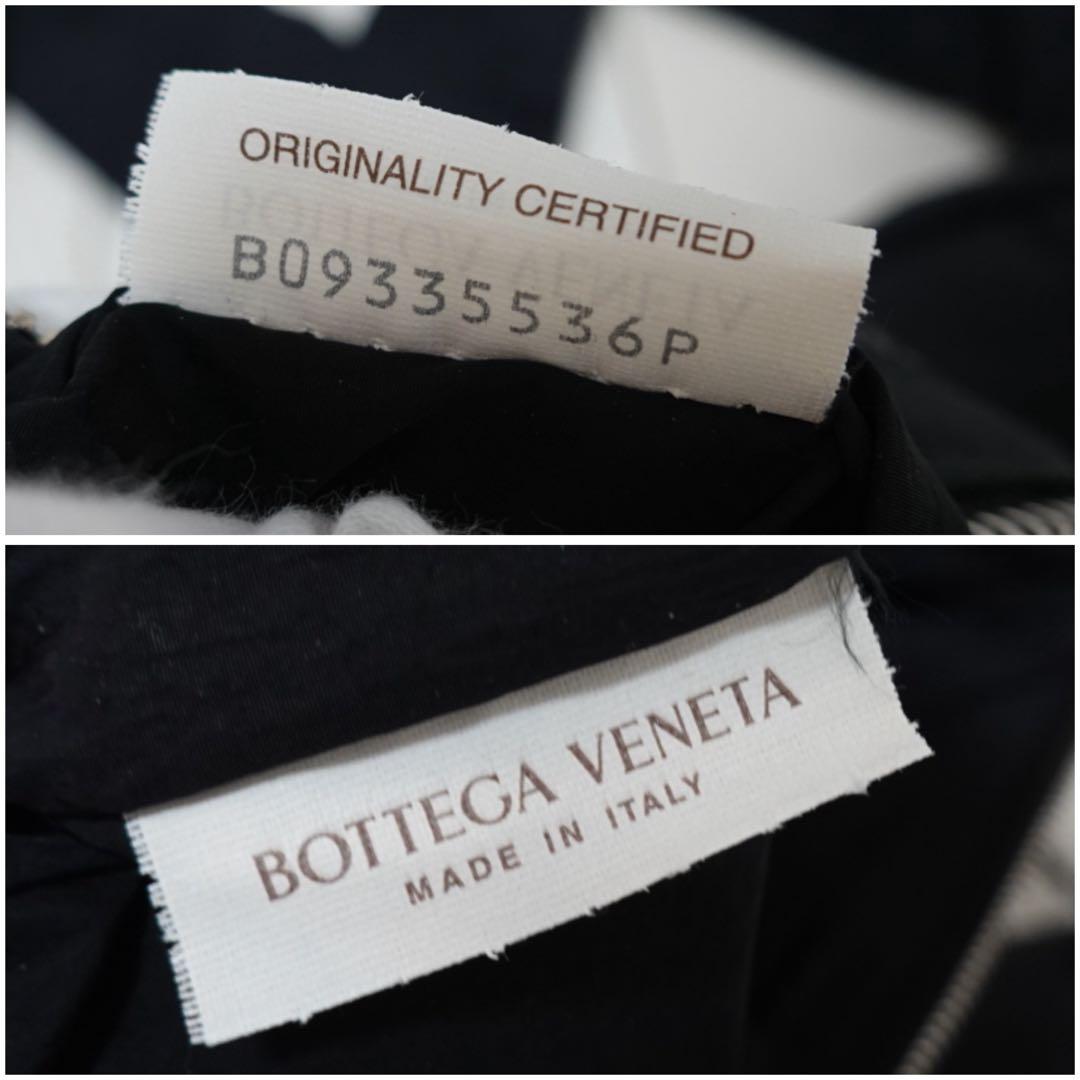 ORIGINALITY CERTIFIED
B09335536P
BOTTEGA VENETA
MADE IN ITALY